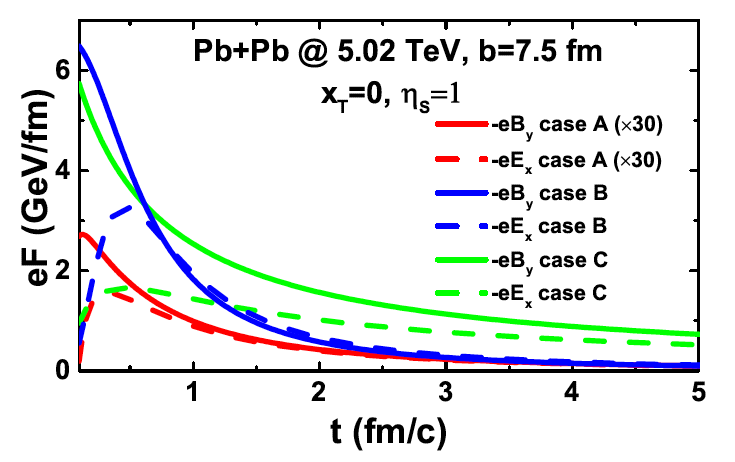 Pb+Pb @ 5.02 TeV, b=7.5 fm
x_T=0, η_S=1
-eB_y case A (×30)
-eE_x case A (×30)
-eB_y case B
-eE_x case B
-eB_y case C
-eE_x case C
eF (GeV/fm)
6
4
2
0
1
2
3
4
5
t (fm/c)